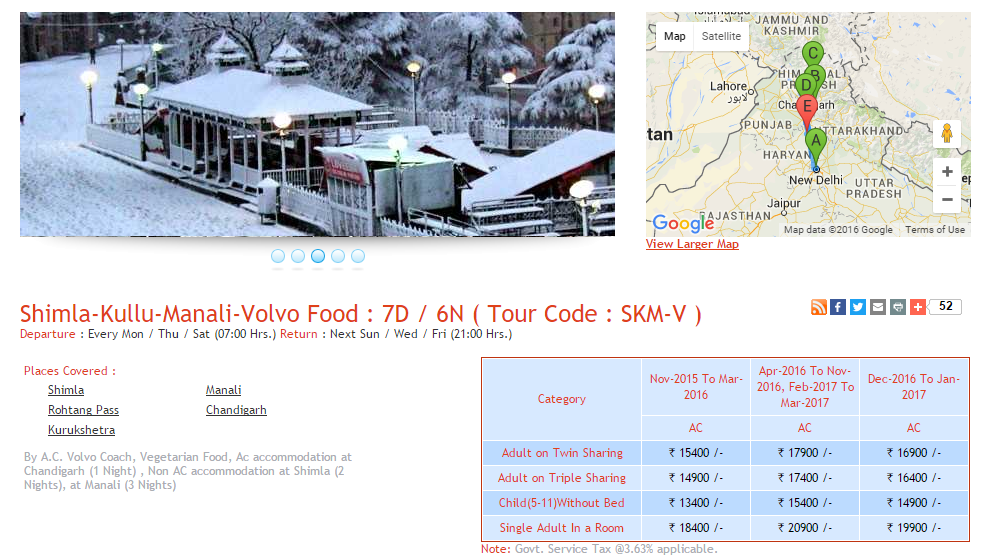 JAMMU AND
KASHMIR
Map
Satellite
C
B
D
E
A
Lahore
لاہور
PUNJAB
HARYAN
New Delhi
UTTAR
PRADESH
UTTARAKHAND
Jaipur
RAJASTHAN
tan
Google
Map data ©2016 Google
Terms of Use
View Larger Map
Shimla-Kullu-Manali-Volvo Food : 7D / 6N ( Tour Code : SKM-V )
52
Departure : Every Mon / Thu / Sat (07:00 Hrs.) Return : Next Sun / Wed / Fri (21:00 Hrs.)
Places Covered :
Shimla
Manali
Rohtang Pass
Chandigarh
Kurukshetra
By A.C. Volvo Coach, Vegetarian Food, Ac accommodation at
Chandigarh (1 Night) , Non AC accommodation at Shimla (2
Nights), at Manali (3 Nights)
Category
Nov-2015 To Mar-
2016
Apr-2016 To Nov-
2016, Feb-2017 To
Mar-2017
Dec-2016 To Jan-
2017
AC
AC
AC
Adult on Twin Sharing ₹ 15400 /- ₹ 17900 /- ₹ 16900 /-
Adult on Triple Sharing ₹ 14900 /- ₹ 17400 /- ₹ 16400 /-
Child(5-11)Without Bed ₹ 13400 /- ₹ 15400 /- ₹ 14900 /-
Single Adult In a Room ₹ 18400 /- ₹ 20900 /- ₹ 19900 /-
Note: Govt. Service Tax @3.63% applicable.